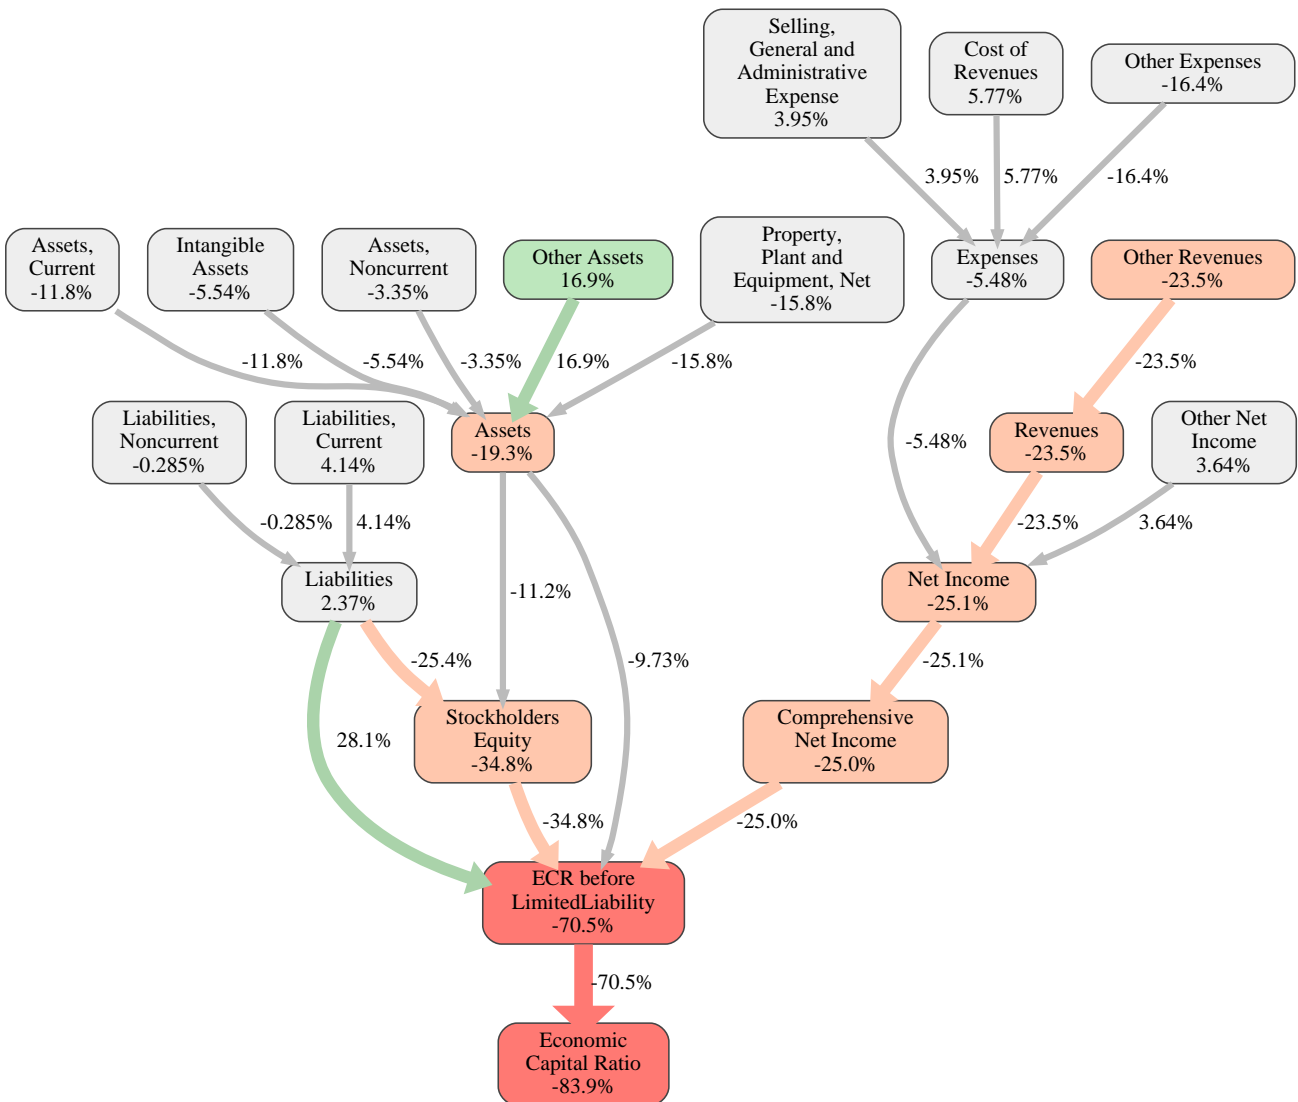 Selling,
General and
Administrative
Expense
3.95%
Cost of
Revenues
5.77%
Other Expenses
-16.4%
3.95%
5.77%
-16.4%
Assets,
Current
-11.8%
Intangible
Assets
-5.54%
Assets,
Noncurrent
-3.35%
Other Assets
16.9%
Property,
Plant and
Equipment, Net
-15.8%
Expenses
-5.48%
Other Revenues
-23.5%
-11.8%
-5.54%
-3.35%
16.9%
-15.8%
-23.5%
Liabilities,
Noncurrent
-0.285%
Liabilities,
Current
4.14%
Assets
-19.3%
-5.48%
Revenues
-23.5%
Other Net
Income
3.64%
-0.285%
4.14%
-23.5%
3.64%
Liabilities
2.37%
-11.2%
Net Income
-25.1%
-25.4%
-9.73%
-25.1%
28.1%
Stockholders
Equity
-34.8%
Comprehensive
Net Income
-25.0%
-34.8%
-25.0%
ECR before
LimitedLiability
-70.5%
-70.5%
Economic
Capital Ratio
-83.9%